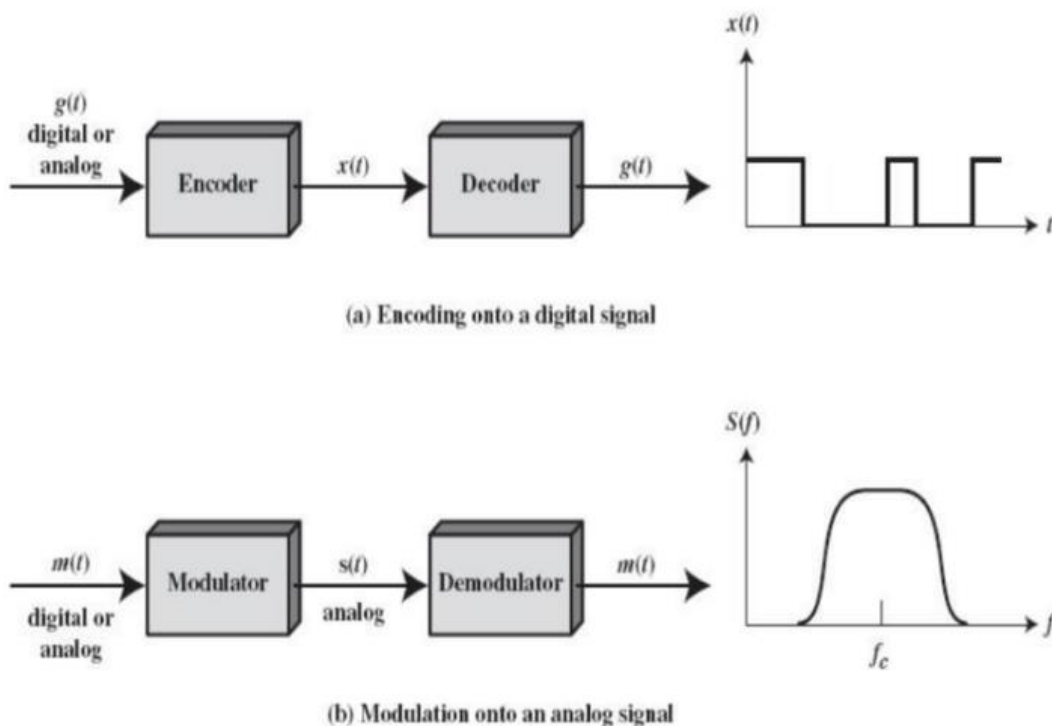 x(t)
g(t)
digital or
analog
Encoder
x(t)
Decoder
g(t)
t
(a) Encoding onto a digital signal
S(f)
m(t)
digital or
analog
Modulator
s(t)
analog
Demodulator
m(t)
f
fc
(b) Modulation onto an analog signal